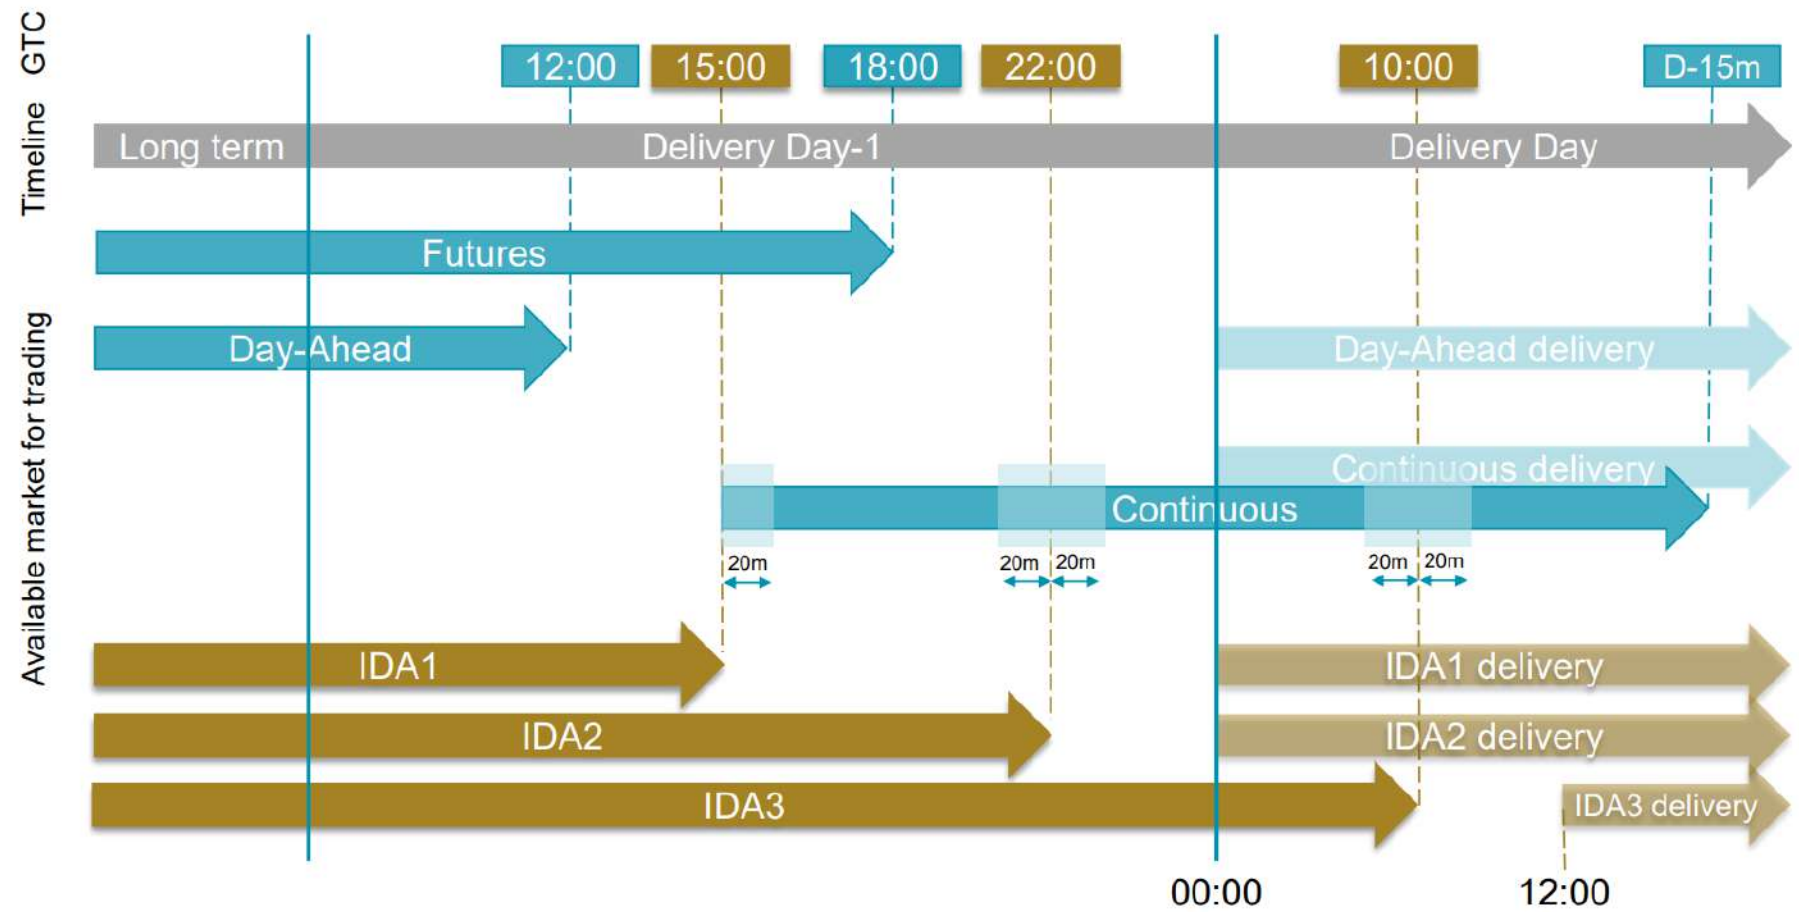 GTC
12:00
15:00
18:00
22:00
10:00
D-15m
Timeline
Long term
Delivery Day-1
Delivery Day
Available market for trading
Futures
Day-Ahead
Day-Ahead delivery
Continuous delivery
Continuous
20m
20m
20m
20m
20m
IDA1
IDA1 delivery
IDA2
IDA2 delivery
IDA3
IDA3 delivery
00:00
12:00